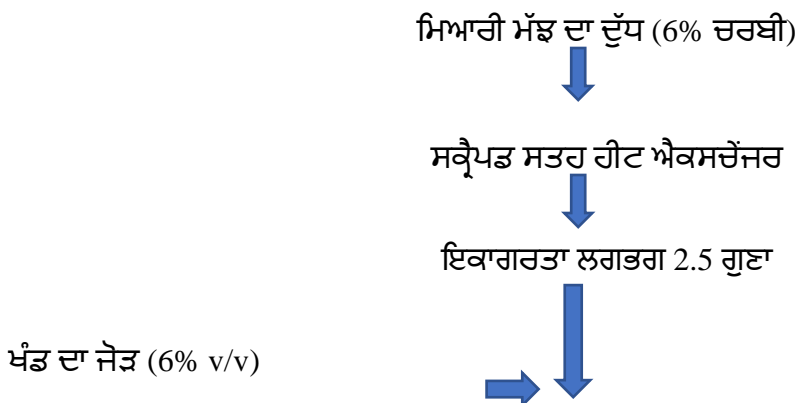 ਮਿਆਰੀ ਮੱਝ ਦਾ ਦੁੱਧ (6% ਚਰਬੀ)
ਸਕ੍ਰੈਪਡ ਸਤਹ ਹੀਟ ਐਕਸਚੇਂਜਰ
ਇਕਾਗਰਤਾ ਲਗਭਗ 2.5 ਗੁਣਾ
ਖੰਡ ਦਾ ਜੋੜ (6% v/v)